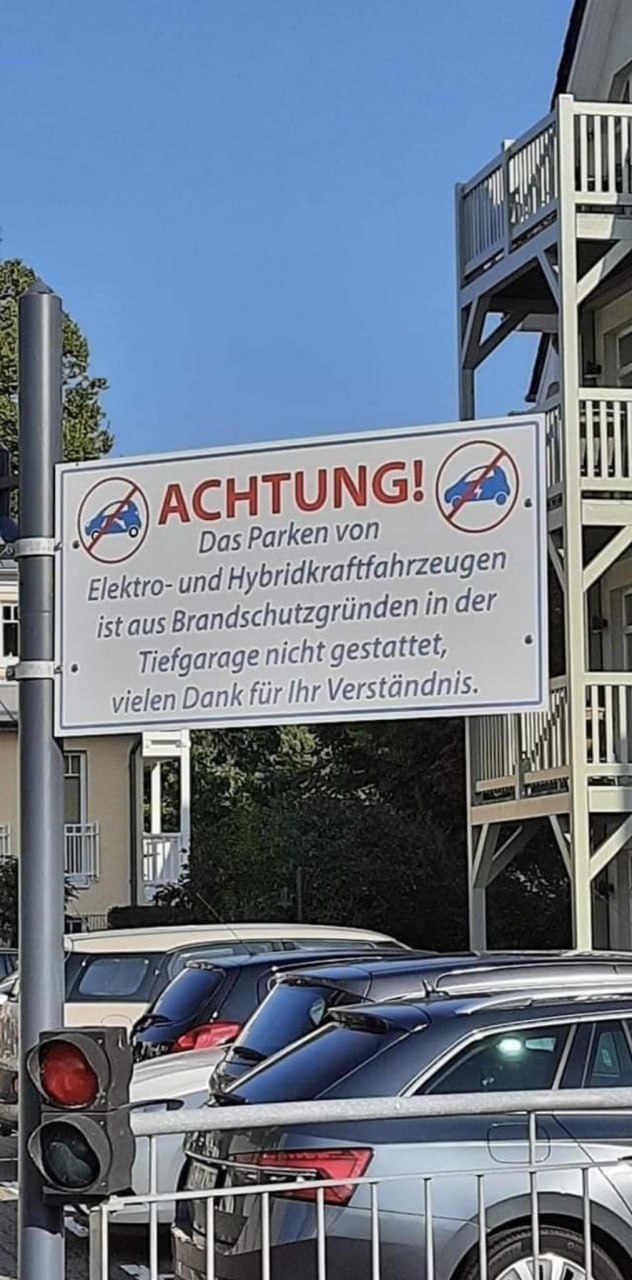 ACHTUNG!
Das Parken von
Elektro- und Hybridkraftfahrzeugen
ist aus Brandschutzgründen in der
Tiefgarage nicht gestattet,
vielen Dank für Ihr Verständnis.